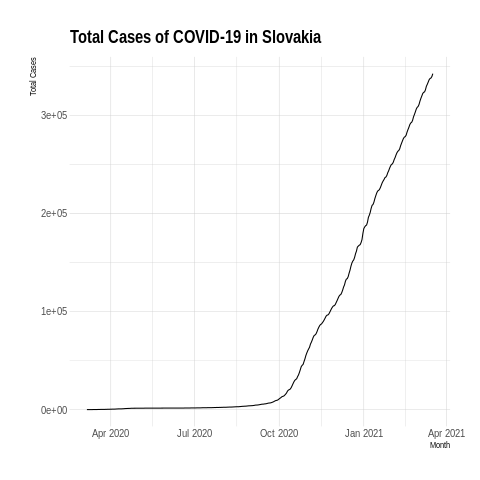 Total Cases of COVID-19 in Slovakia
Total Cases
3e+05
2e+05
1e+05
0e+00
Apr 2020 Jul 2020 Oct 2020 Jan 2021 Apr 2021
Month